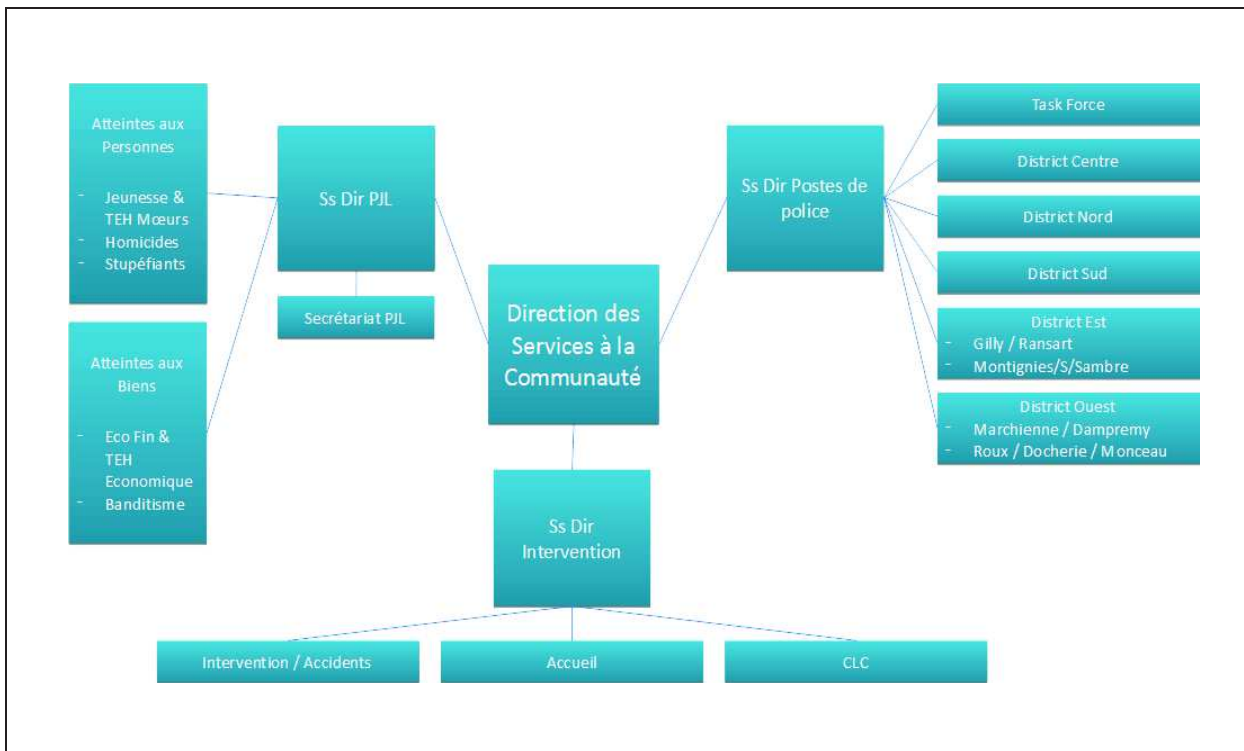 Atteintes aux
Personnes
- Jeunesse &
TEH Mœurs
- Homicides
- Stupéfiants
Atteintes aux
Biens
- Eco Fin &
TEH
Economique
- Banditisme
Ss Dir PJL
Secrétariat PJL
Direction des
Services à la
Communauté
Ss Dir Postes de
police
Task Force
District Centre
District Nord
District Sud
District Est
- Gilly / Ransart
- Montignies/S/Sambre
District Ouest
- Marchienne / Dampremy
- Roux / Docherie / Monceau
Ss Dir
Intervention
Intervention / Accidents
Accueil
CLC